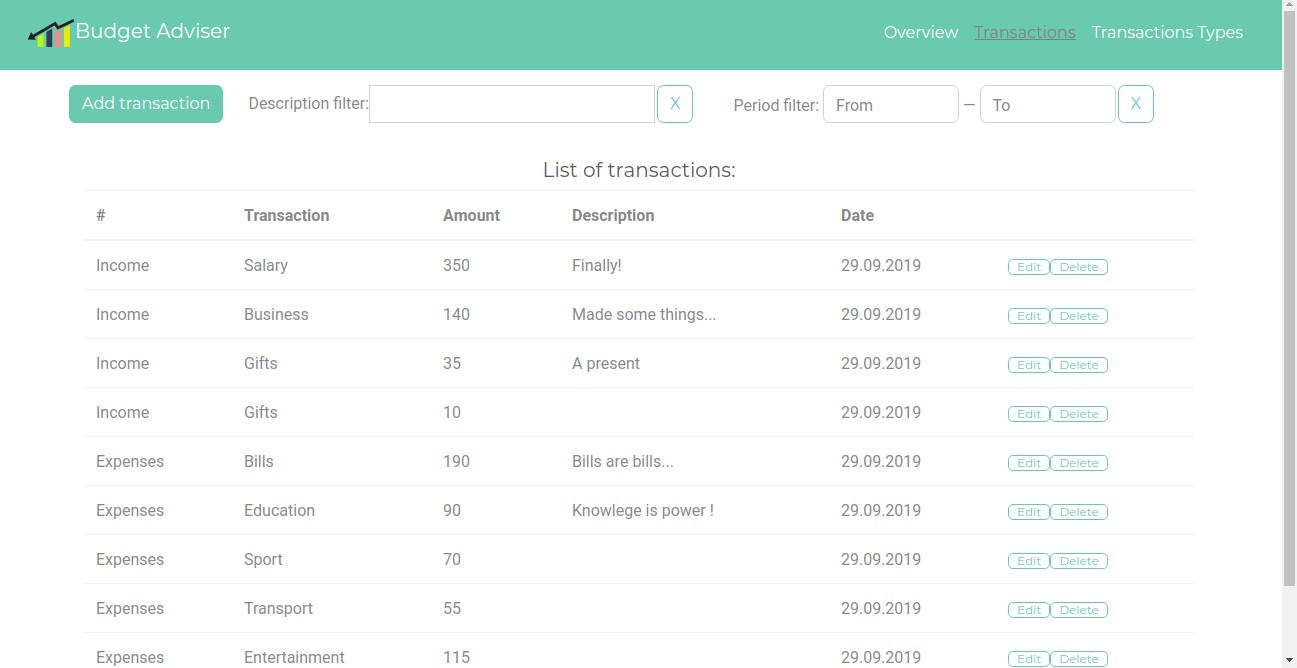 Budget Adviser Overview Transactions Transactions Types
Add transaction Description filter: X Period filter: From — To X
List of transactions:
# Transaction Amount Description Date
Income Salary 350 Finally! 29.09.2019 Edit Delete
Income Business 140 Made some things... 29.09.2019 Edit Delete
Income Gifts 35 A present 29.09.2019 Edit Delete
Income Gifts 10 29.09.2019 Edit Delete
Expenses Bills 190 Bills are bills... 29.09.2019 Edit Delete
Expenses Education 90 Knowlege is power ! 29.09.2019 Edit Delete
Expenses Sport 70 29.09.2019 Edit Delete
Expenses Transport 55 29.09.2019 Edit Delete
Expenses Entertainment 115 29.09.2019 Edit Delete